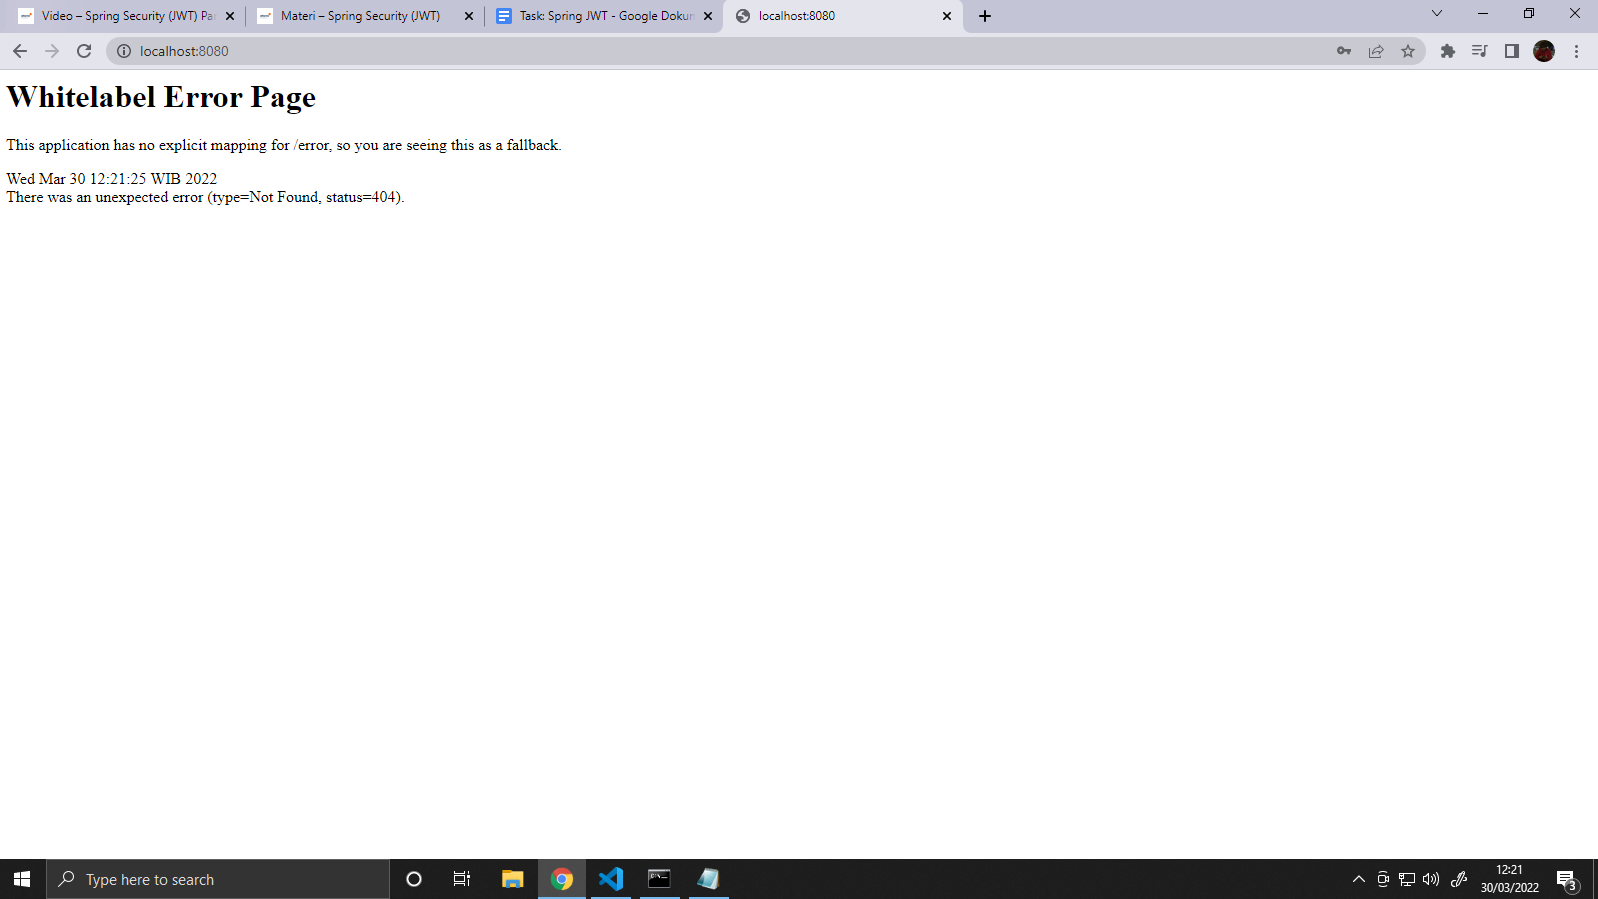 Video – Spring Security (JWT) Par
Materi – Spring Security (JWT)
Task: Spring JWT - Google Dokum
localhost:8080
localhost:8080
Whitelabel Error Page
This application has no explicit mapping for /error, so you are seeing this as a fallback.
Wed Mar 30 12:21:25 WIB 2022
There was an unexpected error (type=Not Found, status=404).
Type here to search
12:21
30/03/2022
3